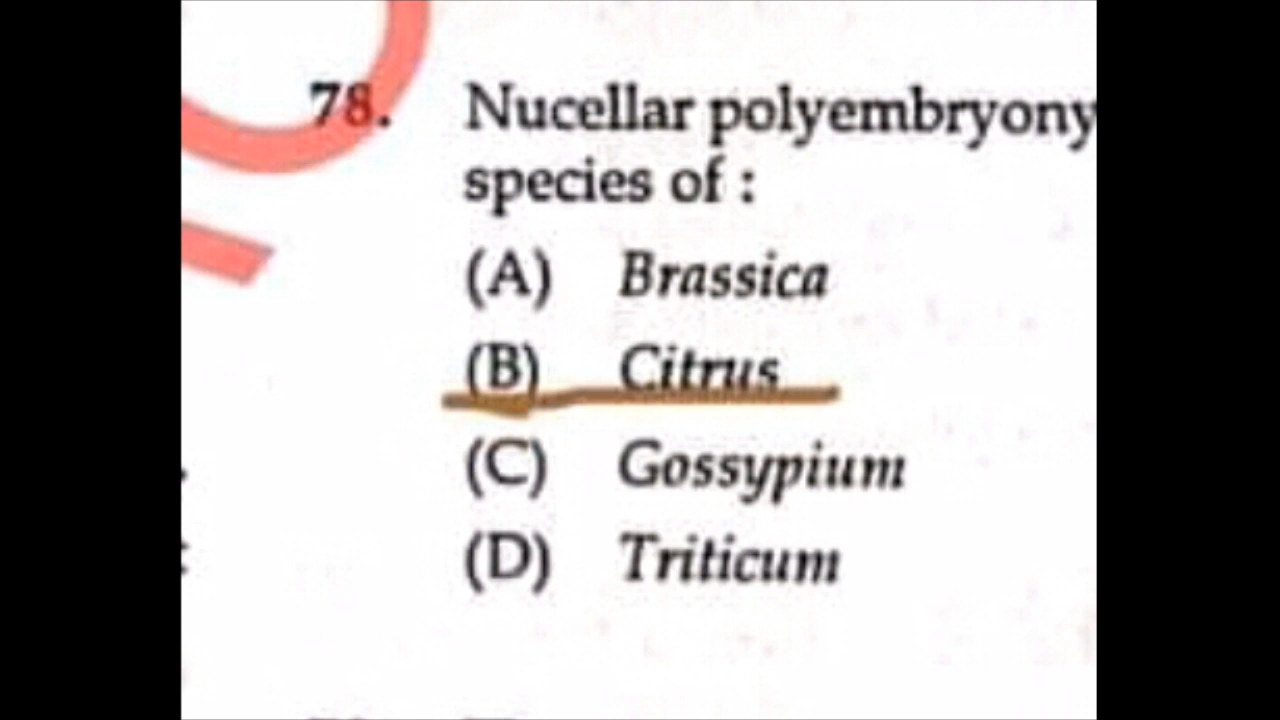 78. Nucellar polyembryony
species of :
(A) Brassica
(B) Citrus
(C) Gossypium
(D) Triticum